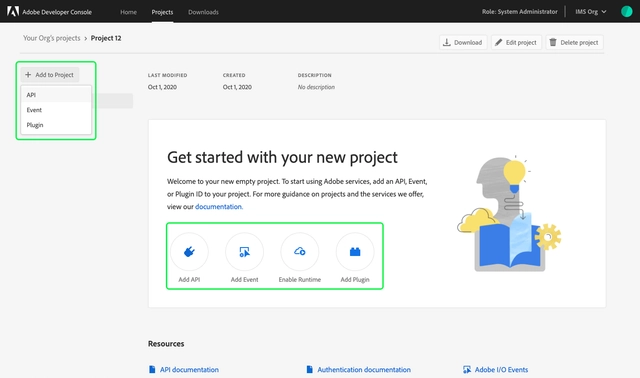 Adobe Developer Console
Home
Projects
Downloads
Role: System Administrator
IMS Org
Your Org's projects
Project 12
Download
Edit project
Delete project
+ Add to Project
API
Event
Plugin
LAST MODIFIED
CREATED
DESCRIPTION
Oct 1, 2020
Oct 1, 2020
No description
Get started with your new project
Welcome to your new empty project. To start using Adobe services, add an API, Event,
or Plugin ID to your project. For more guidance on projects and the services we offer,
view our documentation.
Add API
Add Event
Enable Runtime
Add Plugin
Resources
API documentation
Authentication documentation
Adobe I/O Events